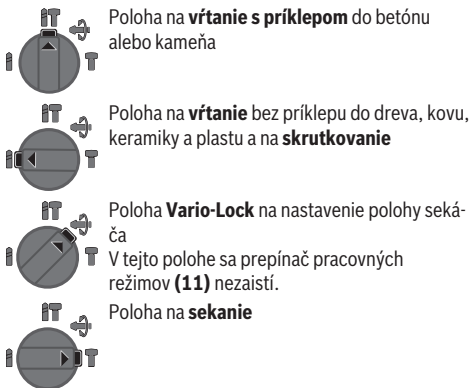 Poloha na vŕtanie s príklepom do betónu
alebo kameňa
Poloha na vŕtanie bez príklepu do dreva, kovu,
keramiky a plastu a na skrutkovanie
Poloha Vario-Lock na nastavenie polohy seká-
ča
V tejto polohe sa prepínač pracovných
režimov (11) nezaistí.
Poloha na sekanie